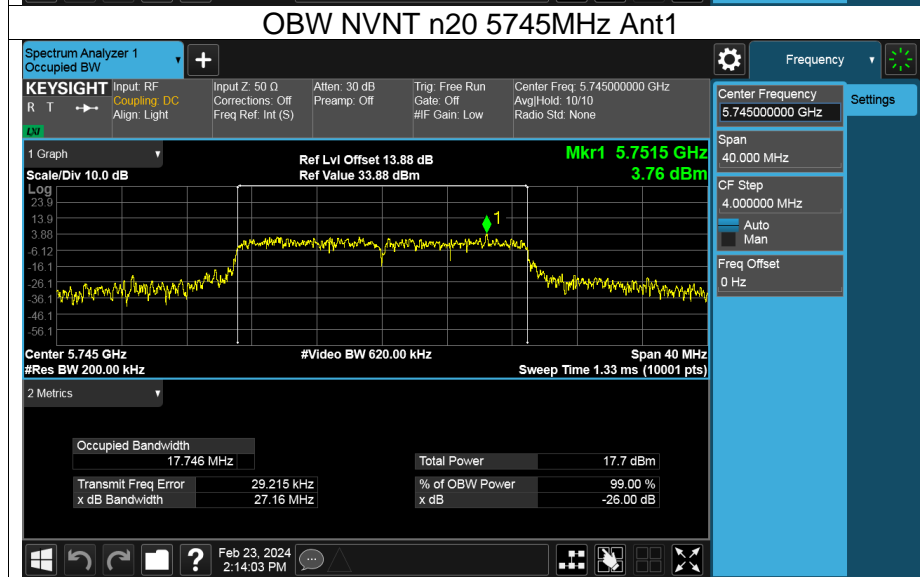 OBW NVNT n20 5745MHz Ant1
Spectrum Analyzer 1
Occupied BW
+
Frequency
KEYSIGHT
R T
LXI
Input: RF
Coupling: DC
Align: Light
Input Z: 50 Ω
Corrections: Off
Freq Ref: Int (S)
Atten: 30 dB
Preamp: Off
Trig: Free Run
Gate: Off
#IF Gain: Low
Center Freq: 5.745000000 GHz
Avg|Hold: 10/10
Radio Std: None
Center Frequency
5.745000000 GHz
Settings
Span
40.000 MHz
CF Step
4.000000 MHz
Auto
Man
Freq Offset
0 Hz
1 Graph
Scale/Div 10.0 dB
Ref Lvl Offset 13.88 dB
Ref Value 33.88 dBm
Mkr1 5.7515 GHz
3.76 dBm
Log
23.9
13.9
3.88
-6.12
-16.1
-26.1
-36.1
-46.1
-56.1
1
Center 5.745 GHz
#Video BW 620.00 kHz
Span 40 MHz
#Res BW 200.00 kHz
Sweep Time 1.33 ms (10001 pts)
2 Metrics
Occupied Bandwidth
17.746 MHz
Total Power 17.7 dBm
Transmit Freq Error 29.215 kHz
% of OBW Power 99.00 %
x dB Bandwidth 27.16 MHz
x dB -26.00 dB
?
Feb 23, 2024
2:14:03 PM